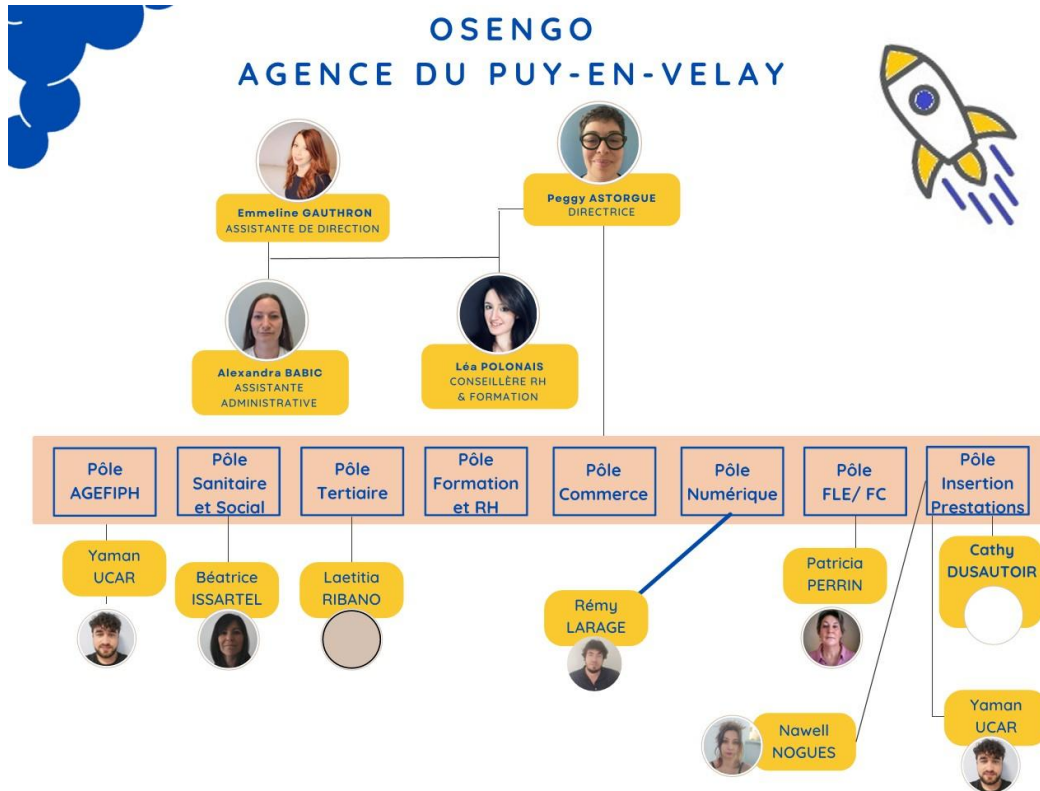 OSENGO
AGENCE DU PUY-EN-VELAY
Emmeline GAUTHRON
ASSISTANTE DE DIRECTION
Peggy ASTORGUE
DIRECTRICE
Alexandra BABIC
ASSISTANTE
ADMINISTRATIVE
Léa POLONAIS
CONSEILLÈRE RH
& FORMATION
Pôle
AGEFIPH
Pôle
Sanitaire
et Social
Pôle
Tertiaire
Pôle
Formation
et RH
Pôle
Commerce
Pôle
Numérique
Pôle
FLE/ FC
Pôle
Insertion
Prestations
Yaman
UCAR
Béatrice
ISSARTEL
Laetitia
RIBANO
Rémy
LARAGE
Patricia
PERRIN
Cathy
DUSAUTOIR
Nawell
NOGUES
Yaman
UCAR